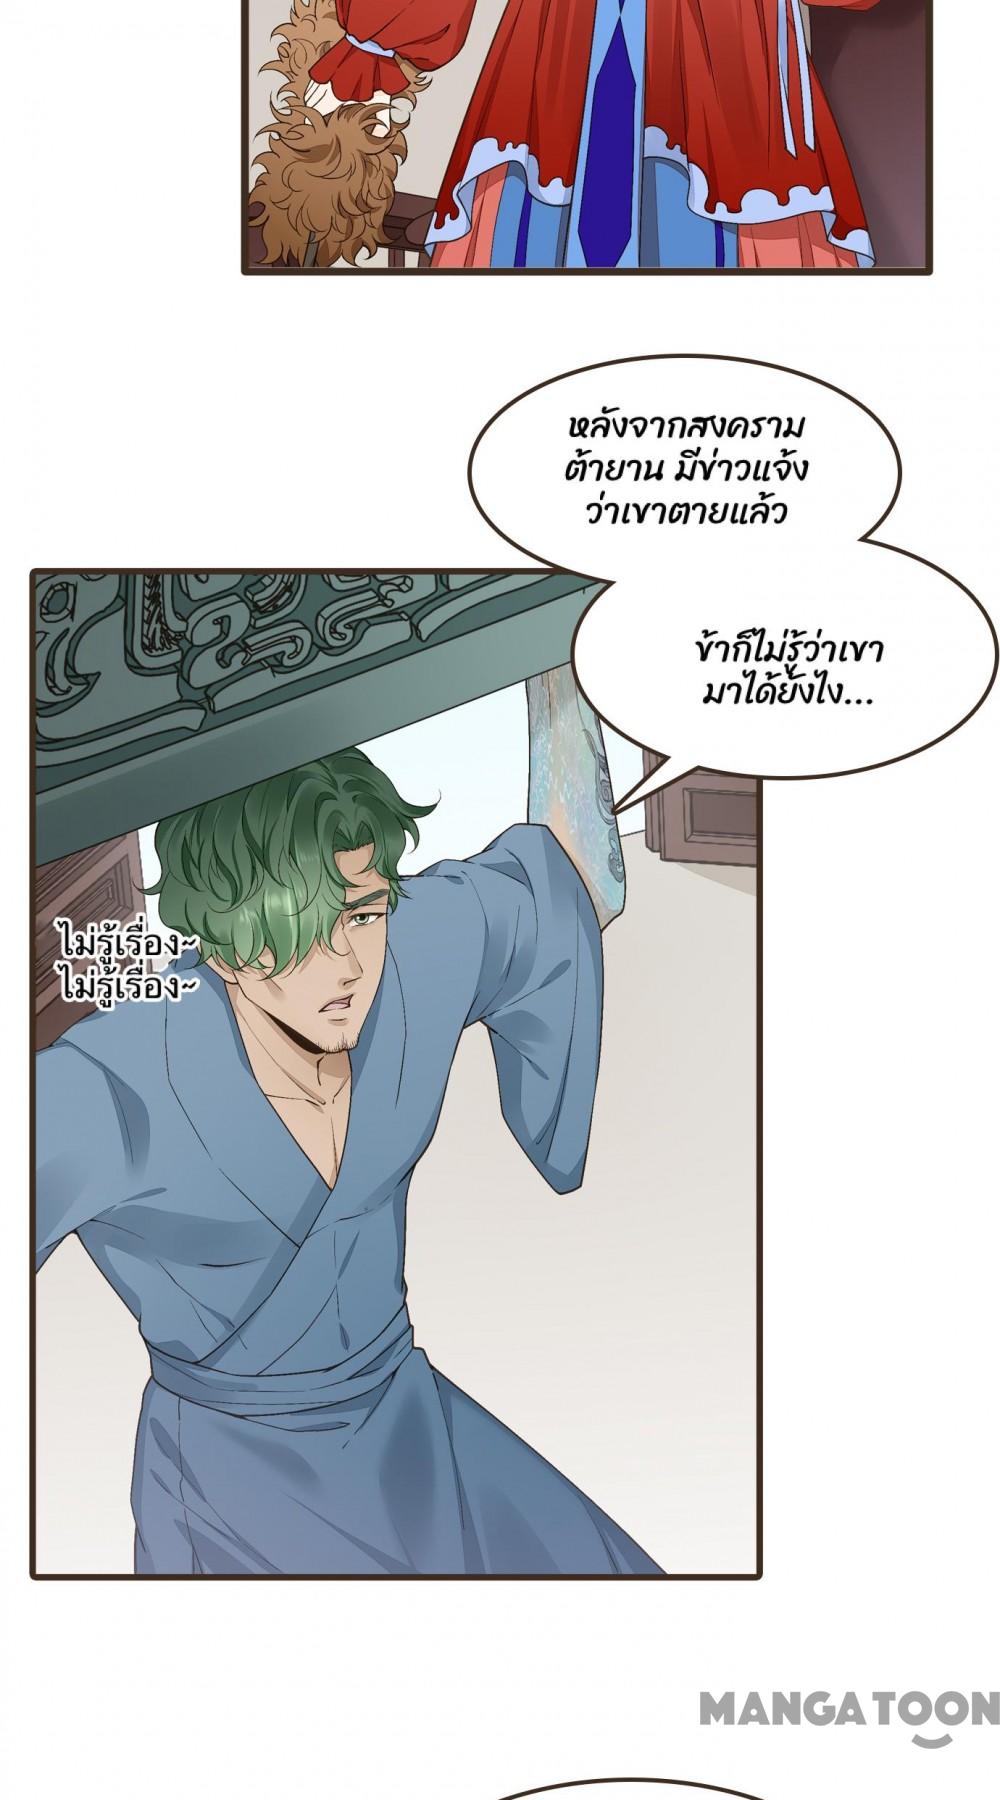 หลังจากสงคราม
ต้ายาน มีข่าวแจ้ง
ว่าเขาตายแล้ว
ข้าก็ไม่รู้ว่าเขา
มาได้ยังไง...
ไม่รู้เรื่อง~
ไม่รู้เรื่อง~
MANGATOON